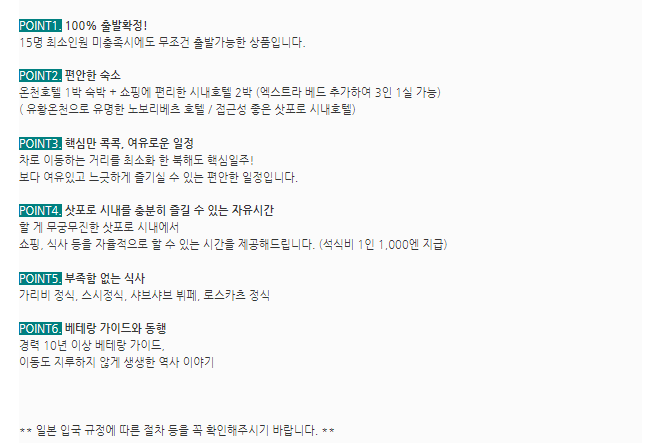 POINT1. 100% 출발확정!
15명 최소인원 미충족시에도 무조건 출발가능한 상품입니다.
POINT2. 편안한 숙소
온천호텔 1박 숙박 + 쇼핑에 편리한 시내호텔 2박 (엑스트라 베드 추가하여 3인 1실 가능)
( 유황온천으로 유명한 노보리베츠 호텔 / 접근성 좋은 삿포로 시내호텔)
POINT3. 핵심만 콕콕, 여유로운 일정
차로 이동하는 거리를 최소화 한 북해도 핵심일주!
보다 여유있고 느긋하게 즐기실 수 있는 편안한 일정입니다.
POINT4. 삿포로 시내를 충분히 즐길 수 있는 자유시간
할 게 무궁무진한 삿포로 시내에서
쇼핑, 식사 등을 자율적으로 할 수 있는 시간을 제공해드립니다. (석식비 1인 1,000엔 지급)
POINT5. 부족함 없는 식사
가리비 정식, 스시정식, 샤브샤브 뷔페, 로스카츠 정식
POINT6. 베테랑 가이드와 동행
경력 10년 이상 베테랑 가이드,
이동도 지루하지 않게 생생한 역사 이야기
** 일본 입국 규정에 따른 절차 등을 꼭 확인해주시기 바랍니다. **